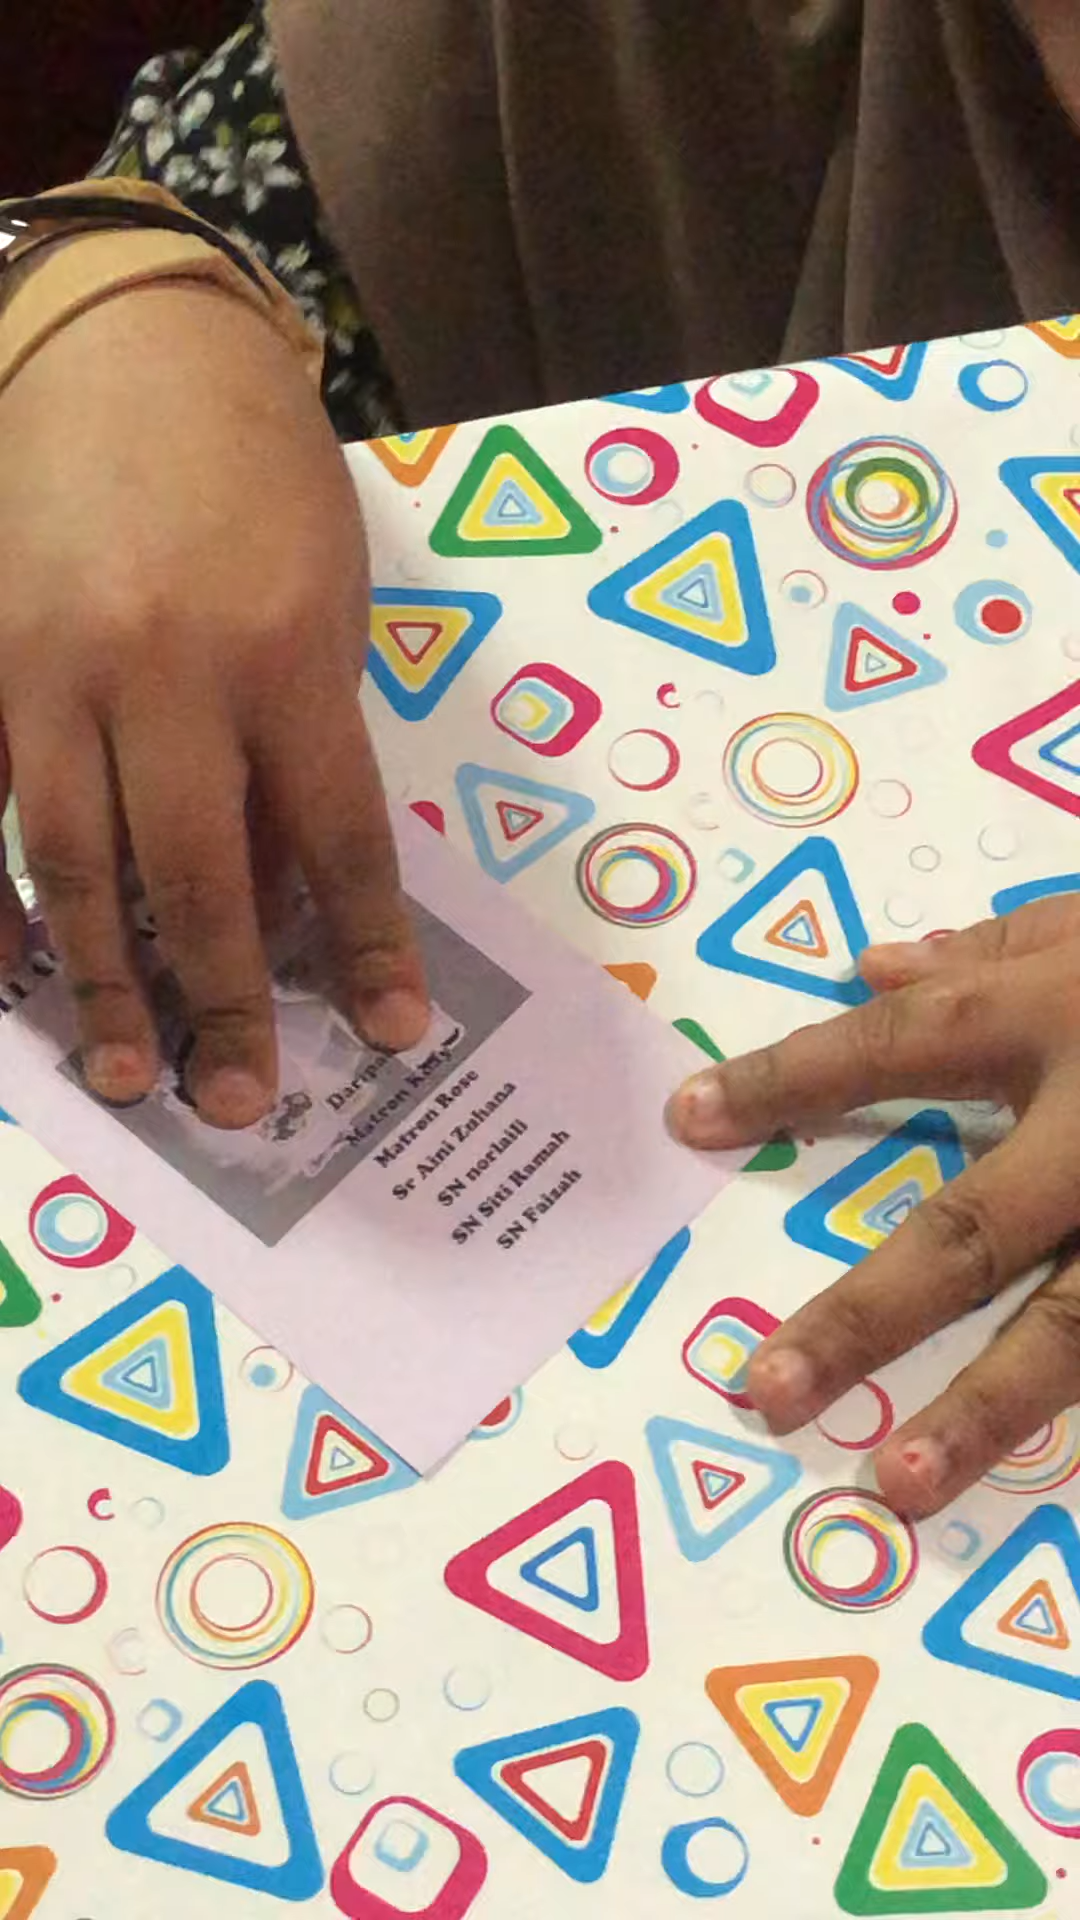 Matron Rose
Sr Aini Zuhana
SN norlaili
SN Siti Ramah
SN Faizah